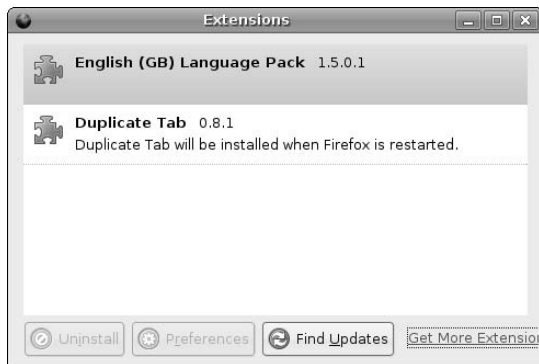 Extensions
English (GB) Language Pack 1.5.0.1
Duplicate Tab 0.8.1
Duplicate Tab will be installed when Firefox is restarted.
Uninstall Preferences Find Updates Get More Extensio